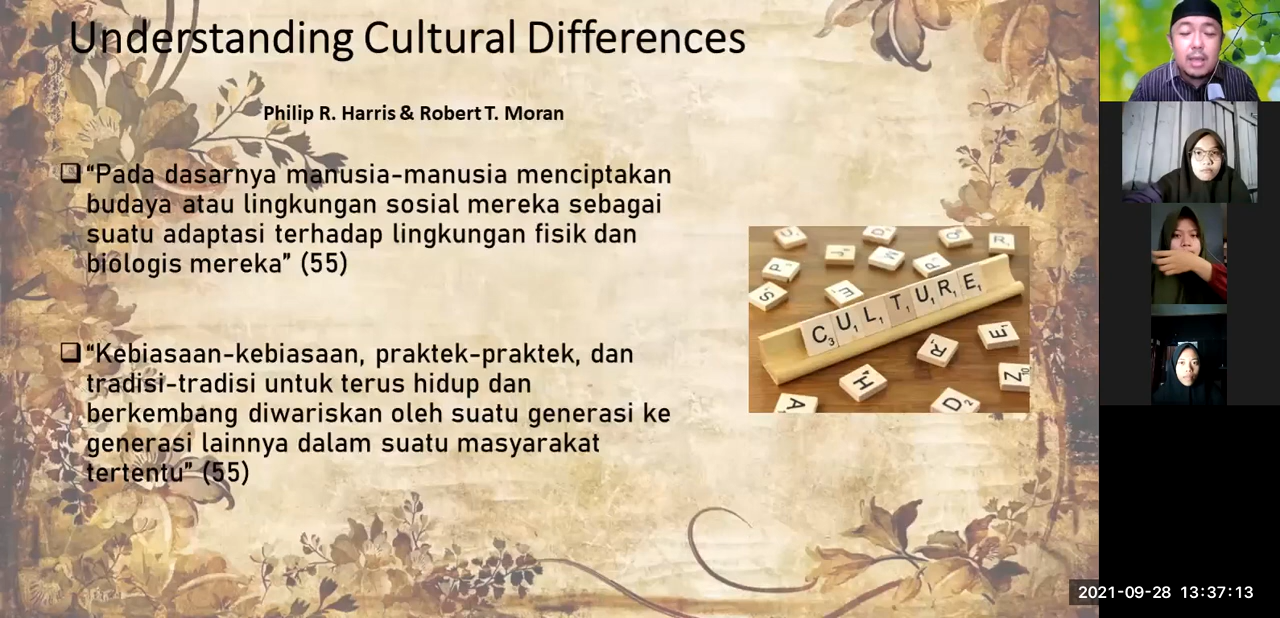 Understanding Cultural Differences
Philip R. Harris & Robert T. Moran
❑ “Pada dasarnya manusia-manusia menciptakan
budaya atau lingkungan sosial mereka sebagai
suatu adaptasi terhadap lingkungan fisik dan
biologis mereka” (55)
❑ “Kebiasaan-kebiasaan, praktek-praktek, dan
tradisi-tradisi untuk terus hidup dan
berkembang diwariskan oleh suatu generasi ke
generasi lainnya dalam suatu masyarakat
tertentu” (55)
CULTURE
2021-09-28 13:37:13